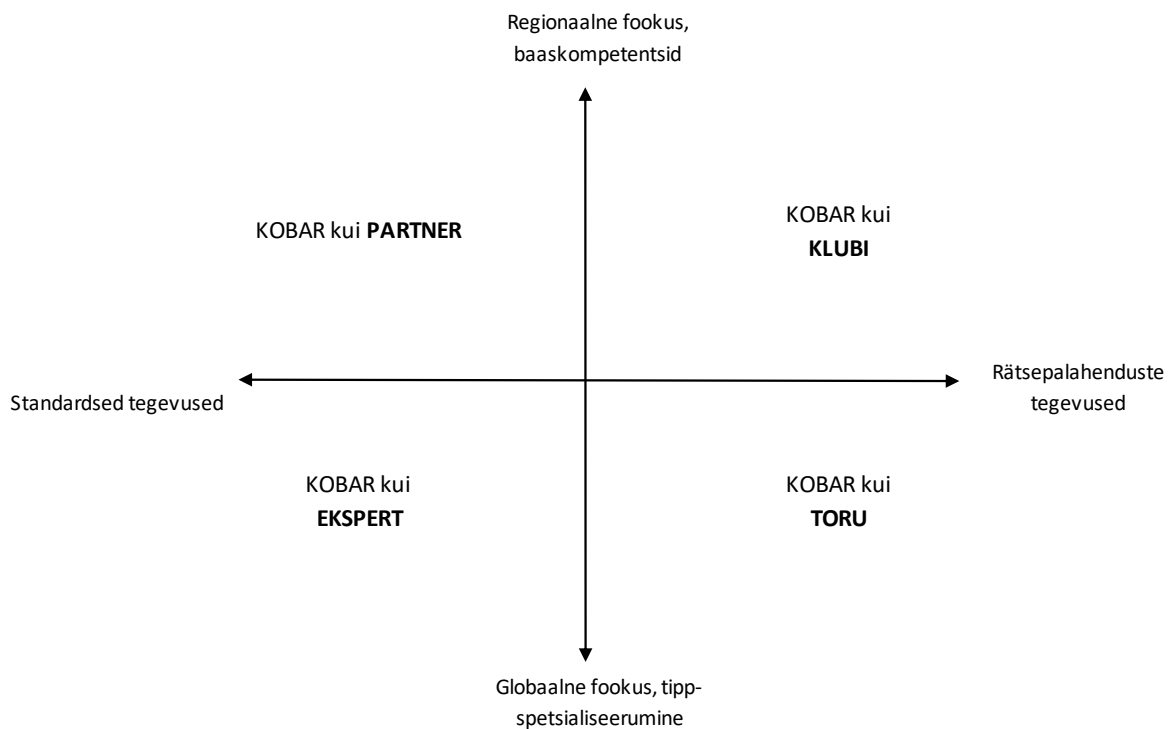 Regionaalne fookus,
baaskompetentsid
KOBAR kui PARTNER
KOBAR kui
KLUBI
Standardsed tegevused
Rätsepalahenduste
tegevused
KOBAR kui
EKSPERT
KOBAR kui
TORU
Globaalne fookus, tipp-
spetsialiseerumine